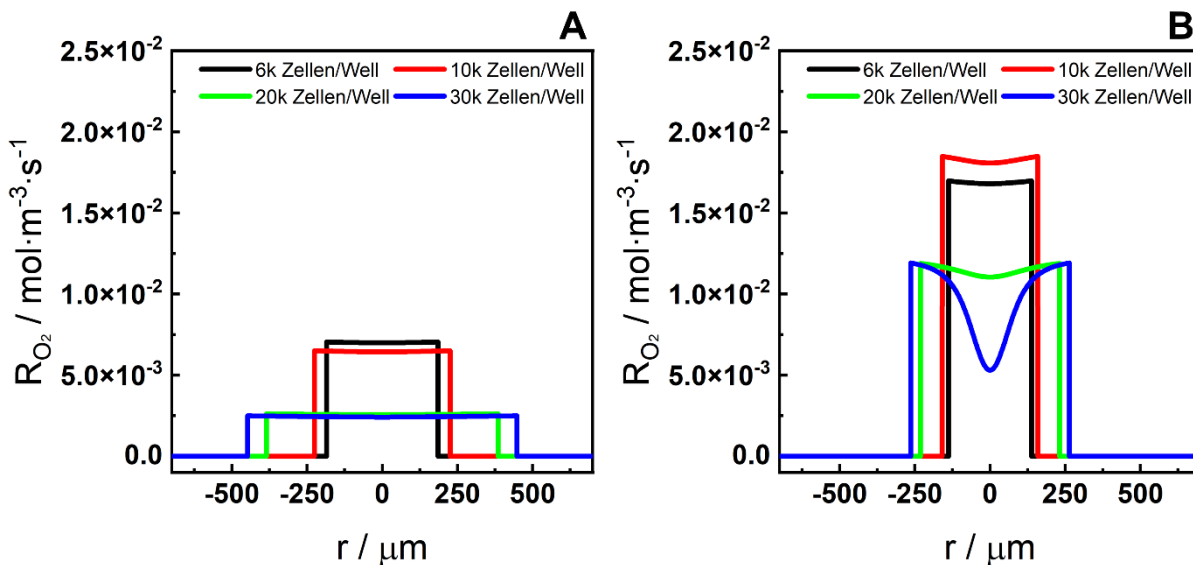 A
2.5×10⁻²
2.0×10⁻²
1.5×10⁻²
1.0×10⁻²
5.0×10⁻³
0.0
R_O₂ / mol·m⁻³·s⁻¹
6k Zellen/Well
10k Zellen/Well
20k Zellen/Well
30k Zellen/Well
-500 -250 0 250 500
r / μm
B
2.5×10⁻²
2.0×10⁻²
1.5×10⁻²
1.0×10⁻²
5.0×10⁻³
0.0
R_O₂ / mol·m⁻³·s⁻¹
6k Zellen/Well
10k Zellen/Well
20k Zellen/Well
30k Zellen/Well
-500 -250 0 250 500
r / μm